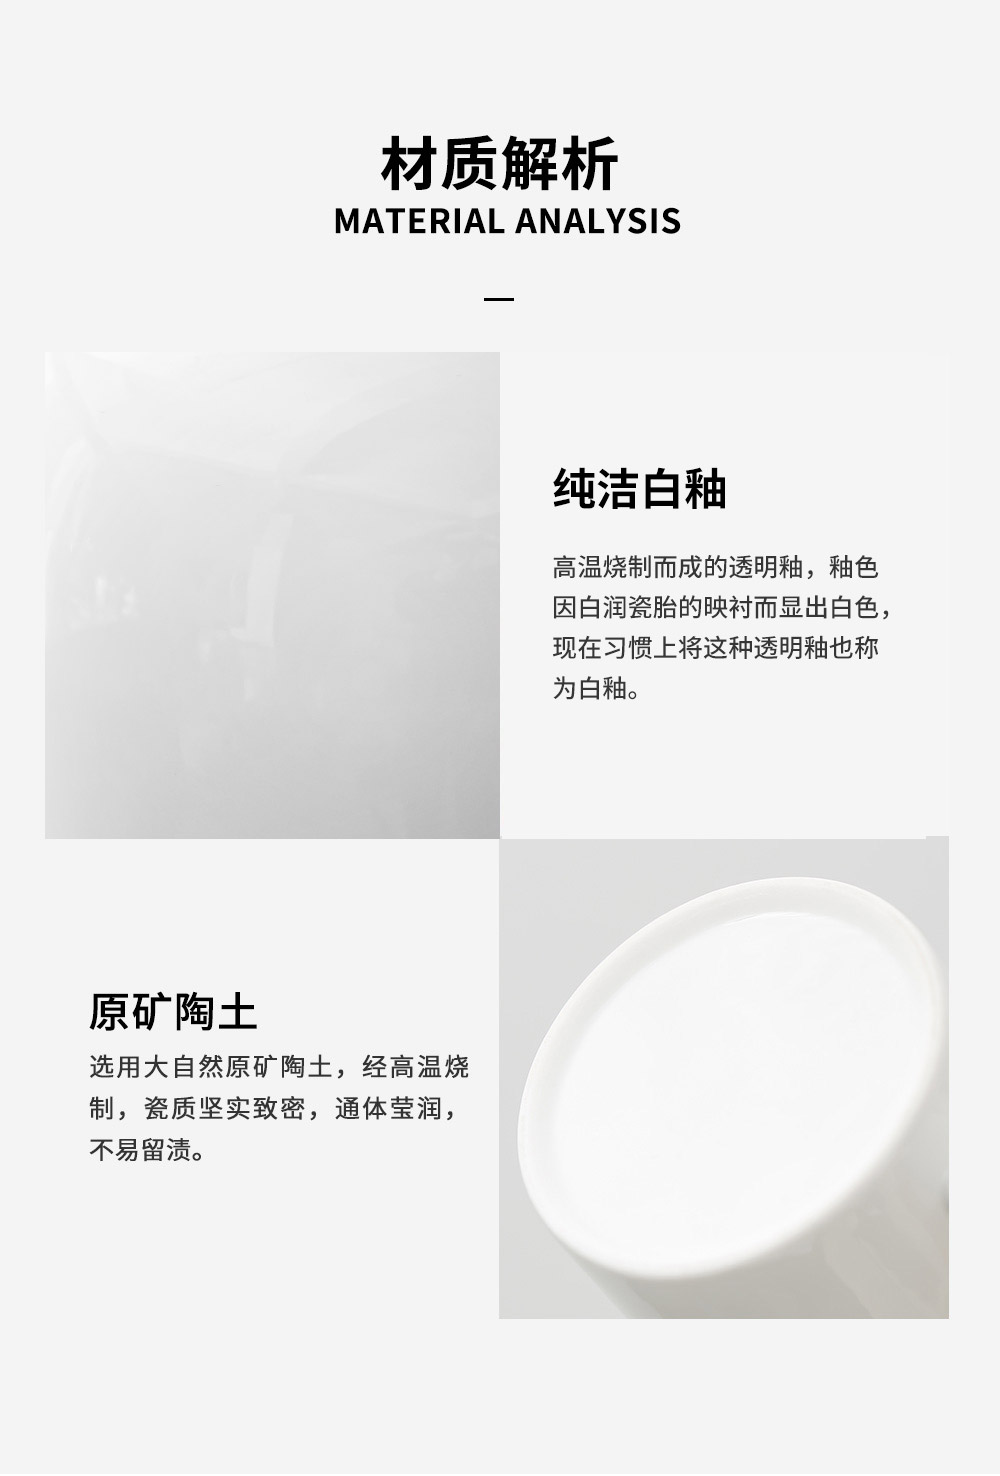 材质解析
MATERIAL ANALYSIS
纯洁白釉
高温烧制而成的透明釉，釉色
因白润瓷胎的映衬而显出白色，
现在习惯上将这种透明釉也称
为白釉。
原矿陶土
选用大自然原矿陶土，经高温烧
制，瓷质坚实致密，通体莹润，
不易留渍。